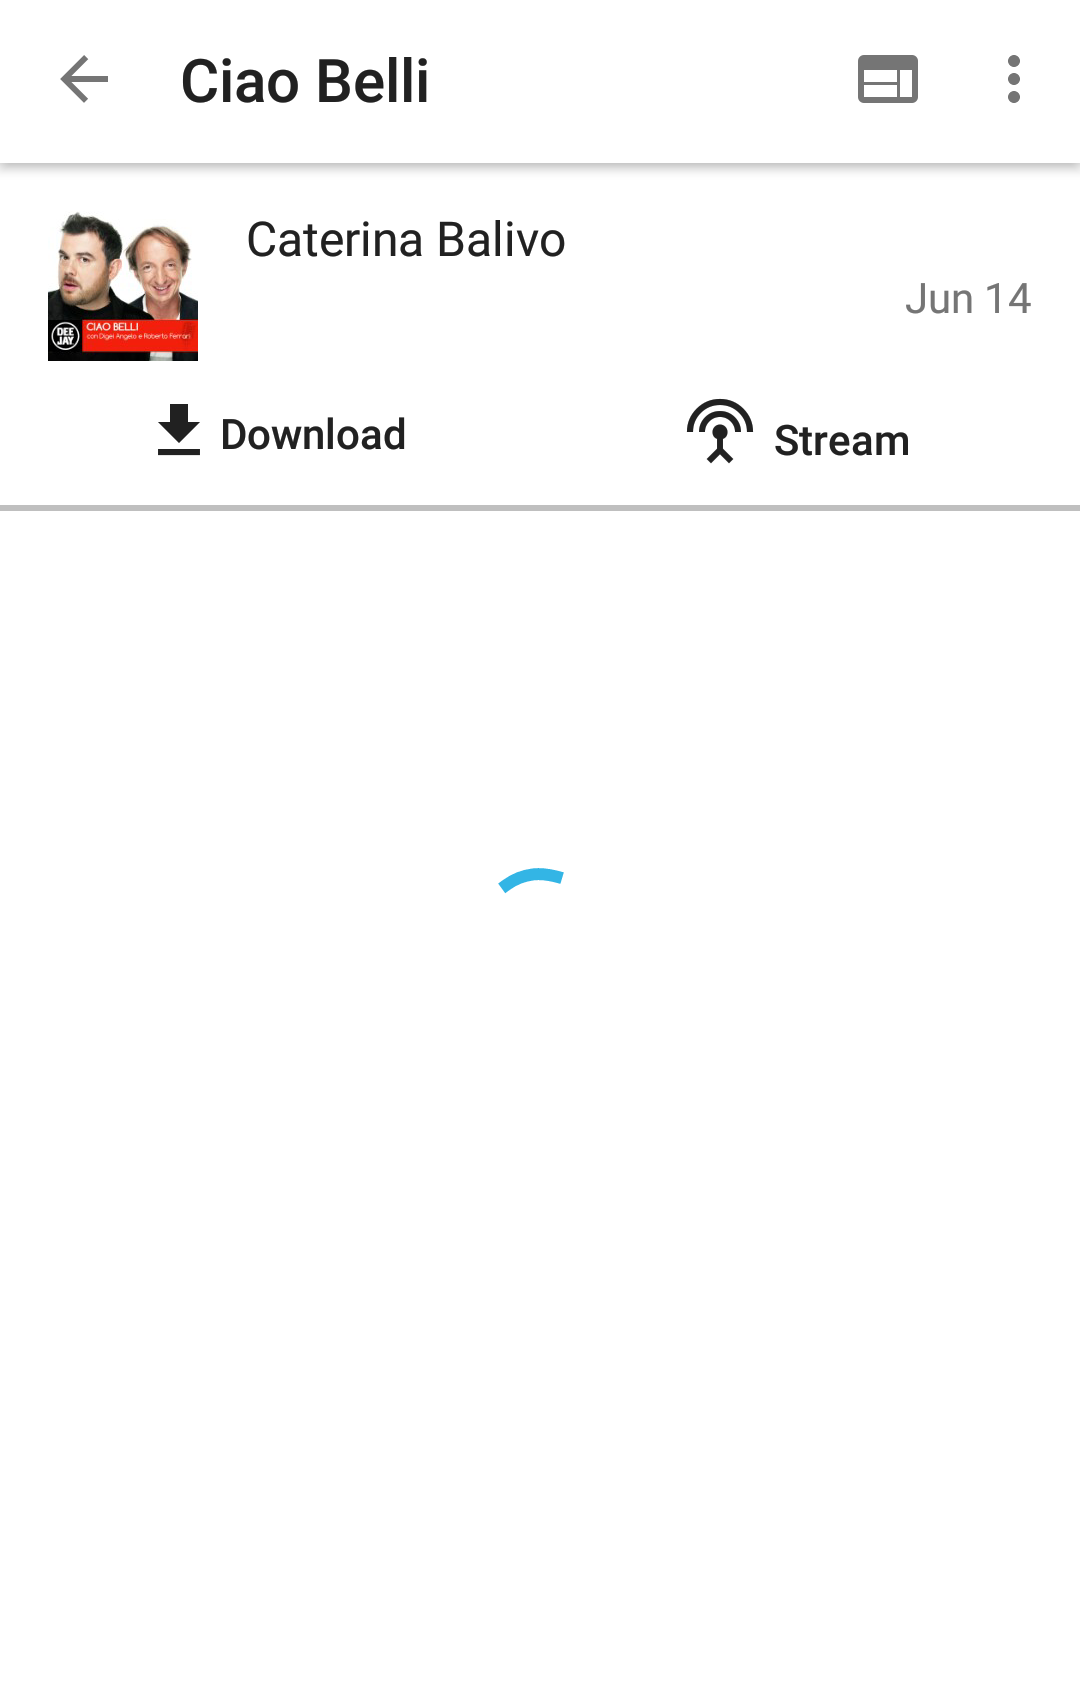 Ciao Belli
Caterina Balivo
Jun 14
DEE
JAY
CIAO BELLI
con Digei Angelo e Roberto Ferrari
Download
Stream